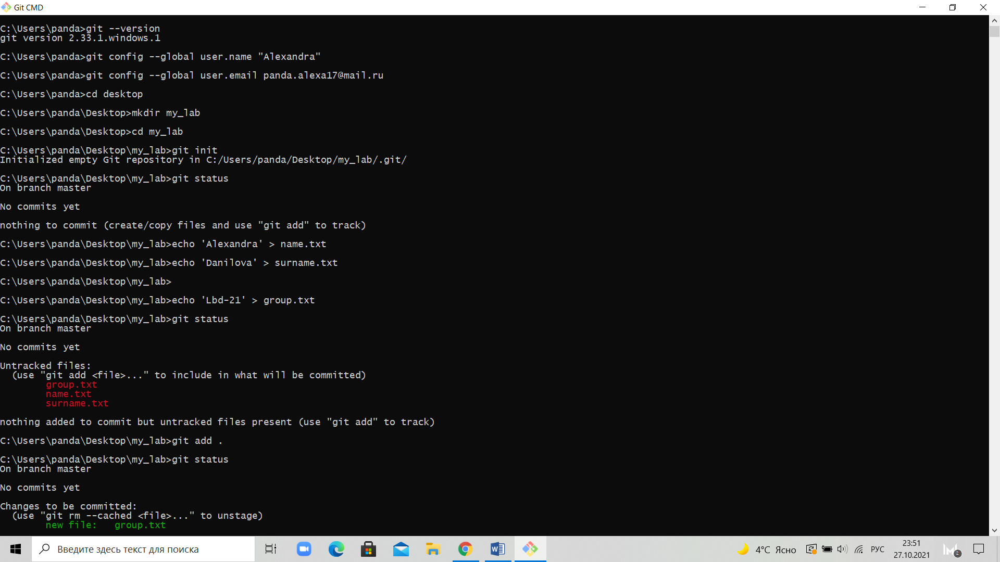 Git CMD
C:\Users\panda>git --version
git version 2.33.1.windows.1
C:\Users\panda>git config --global user.name "Alexandra"
C:\Users\panda>git config --global user.email panda.alexa17@mail.ru
C:\Users\panda>cd desktop
C:\Users\panda\Desktop>mkdir my_lab
C:\Users\panda\Desktop>cd my_lab
C:\Users\panda\Desktop\my_lab>git init
Initialized empty Git repository in C:/Users/panda/Desktop/my_lab/.git/
C:\Users\panda\Desktop\my_lab>git status
On branch master
No commits yet
nothing to commit (create/copy files and use "git add" to track)
C:\Users\panda\Desktop\my_lab>echo 'Alexandra' > name.txt
C:\Users\panda\Desktop\my_lab>echo 'Danilova' > surname.txt
C:\Users\panda\Desktop\my_lab>
C:\Users\panda\Desktop\my_lab>echo 'Lbd-21' > group.txt
C:\Users\panda\Desktop\my_lab>git status
On branch master
No commits yet
Untracked files:
  (use "git add <file>..." to include in what will be committed)
        group.txt
        name.txt
        surname.txt
nothing added to commit but untracked files present (use "git add" to track)
C:\Users\panda\Desktop\my_lab>git add .
C:\Users\panda\Desktop\my_lab>git status
On branch master
No commits yet
Changes to be committed:
  (use "git rm --cached <file>..." to unstage)
        new file:   group.txt
Введите здесь текст для поиска
4°C Ясно
РУС
23:51
27.10.2021
2